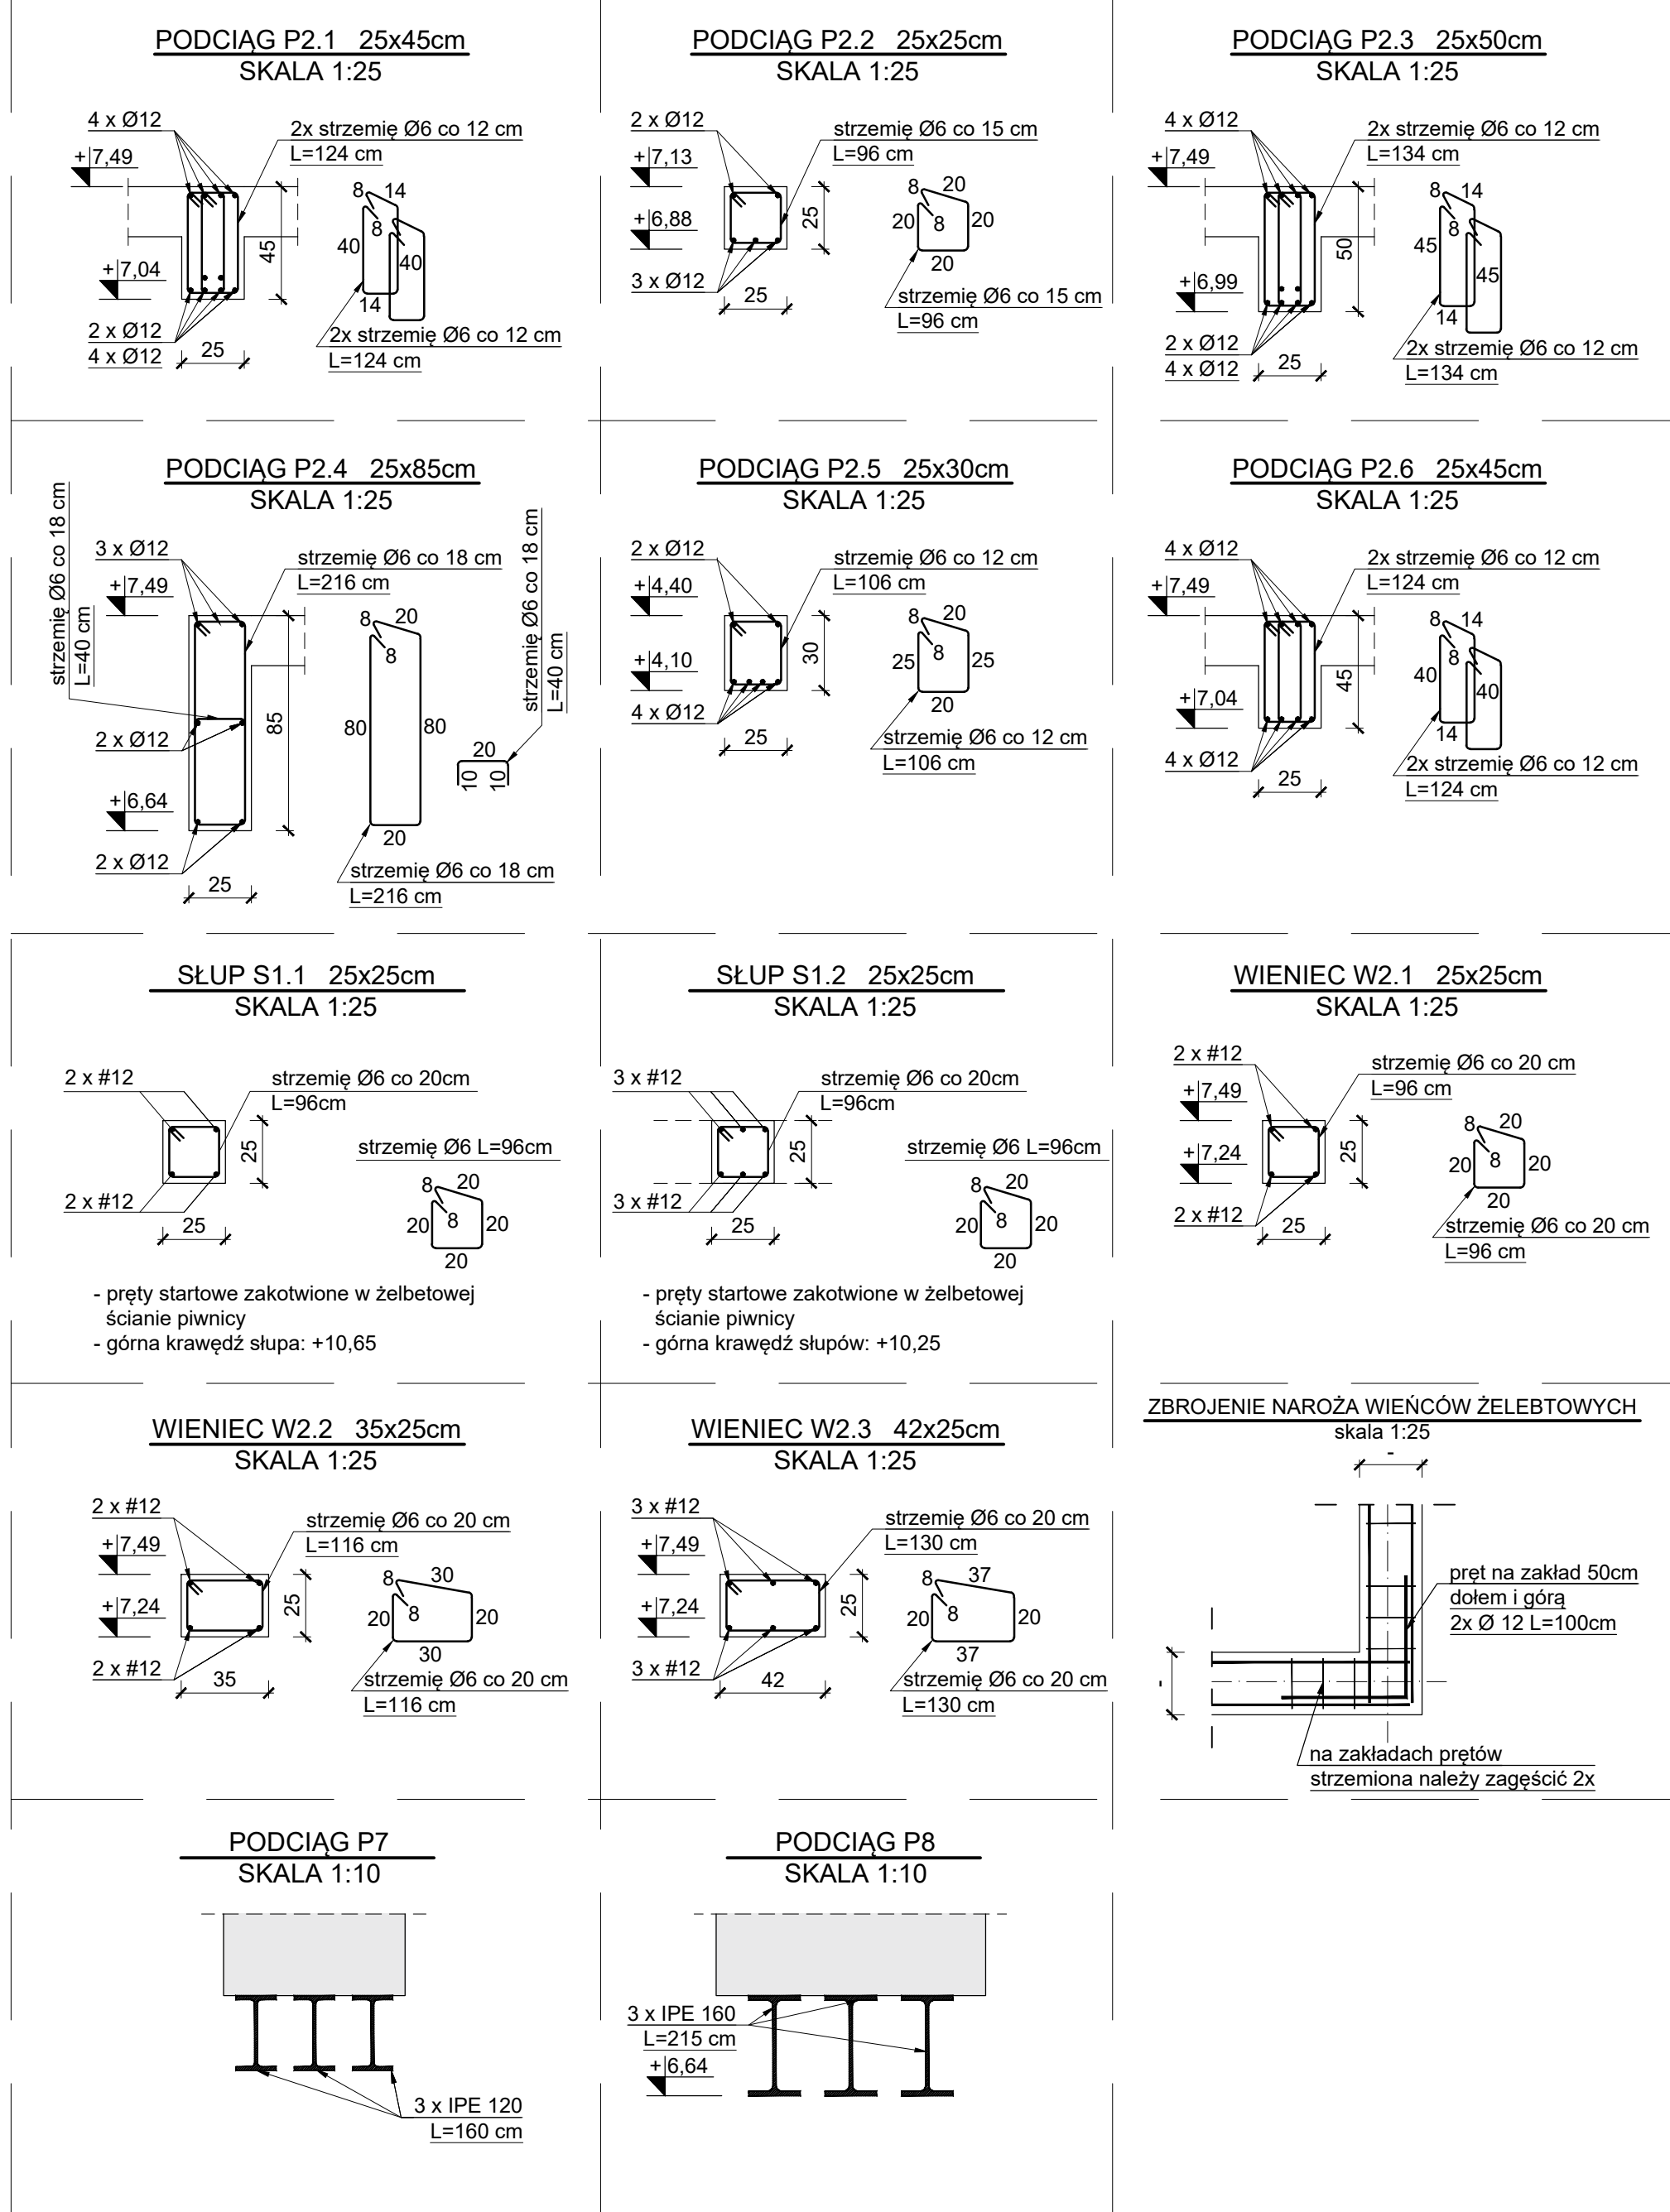 PODCIĄG P2.1 25x45cm
SKALA 1:25
4 x Ø12
+7,49
2x strzemię Ø6 co 12 cm
L=124 cm
8
14
8
40
40
14
45
+7,04
2 x Ø12
4 x Ø12
25
2x strzemię Ø6 co 12 cm
L=124 cm
PODCIĄG P2.2 25x25cm
SKALA 1:25
2 x Ø12
+7,13
strzemię Ø6 co 15 cm
L=96 cm
8
20
20
8
20
20
25
+6,88
3 x Ø12
25
strzemię Ø6 co 15 cm
L=96 cm
PODCIĄG P2.3 25x50cm
SKALA 1:25
4 x Ø12
+7,49
2x strzemię Ø6 co 12 cm
L=134 cm
8
14
8
45
45
14
50
+6,99
2 x Ø12
4 x Ø12
25
2x strzemię Ø6 co 12 cm
L=134 cm
PODCIĄG P2.4 25x85cm
SKALA 1:25
strzemię Ø6 co 18 cm
L=40 cm
3 x Ø12
+7,49
strzemię Ø6 co 18 cm
L=216 cm
8
20
8
80
80
20
85
2 x Ø12
+6,64
2 x Ø12
25
strzemię Ø6 co 18 cm
L=216 cm
strzemię Ø6 co 18 cm
L=40 cm
20
10
10
PODCIĄG P2.5 25x30cm
SKALA 1:25
2 x Ø12
+4,40
strzemię Ø6 co 12 cm
L=106 cm
8
20
25
8
25
20
30
+4,10
4 x Ø12
25
strzemię Ø6 co 12 cm
L=106 cm
PODCIĄG P2.6 25x45cm
SKALA 1:25
4 x Ø12
+7,49
2x strzemię Ø6 co 12 cm
L=124 cm
8
14
8
40
40
14
45
+7,04
4 x Ø12
25
2x strzemię Ø6 co 12 cm
L=124 cm
SŁUP S1.1 25x25cm
SKALA 1:25
2 x #12
strzemię Ø6 co 20cm
L=96cm
25
strzemię Ø6 L=96cm
8
20
20
8
20
20
2 x #12
25
- pręty startowe zakotwione w żelbetowej
ścianie piwnicy
- górna krawędź słupa: +10,65
SŁUP S1.2 25x25cm
SKALA 1:25
3 x #12
strzemię Ø6 co 20cm
L=96cm
25
strzemię Ø6 L=96cm
8
20
20
8
20
20
3 x #12
25
- pręty startowe zakotwione w żelbetowej
ścianie piwnicy
- górna krawędź słupów: +10,25
WIENIEC W2.1 25x25cm
SKALA 1:25
2 x #12
+7,49
strzemię Ø6 co 20 cm
L=96 cm
8
20
20
8
20
20
25
+7,24
2 x #12
25
strzemię Ø6 co 20 cm
L=96 cm
WIENIEC W2.2 35x25cm
SKALA 1:25
2 x #12
+7,49
strzemię Ø6 co 20 cm
L=116 cm
8
30
20
8
20
30
25
+7,24
2 x #12
35
strzemię Ø6 co 20 cm
L=116 cm
WIENIEC W2.3 42x25cm
SKALA 1:25
3 x #12
+7,49
strzemię Ø6 co 20 cm
L=130 cm
8
37
20
8
20
37
25
+7,24
3 x #12
42
strzemię Ø6 co 20 cm
L=130 cm
ZBROJENIE NAROŻA WIEŃCÓW ŻELEBTOWYCH
skala 1:25
-
pręt na zakład 50cm
dołem i górą
2x Ø 12 L=100cm
-
na zakładach prętów
strzemiona należy zagęścić 2x
PODCIĄG P7
SKALA 1:10
3 x IPE 120
L=160 cm
PODCIĄG P8
SKALA 1:10
3 x IPE 160
L=215 cm
+6,64